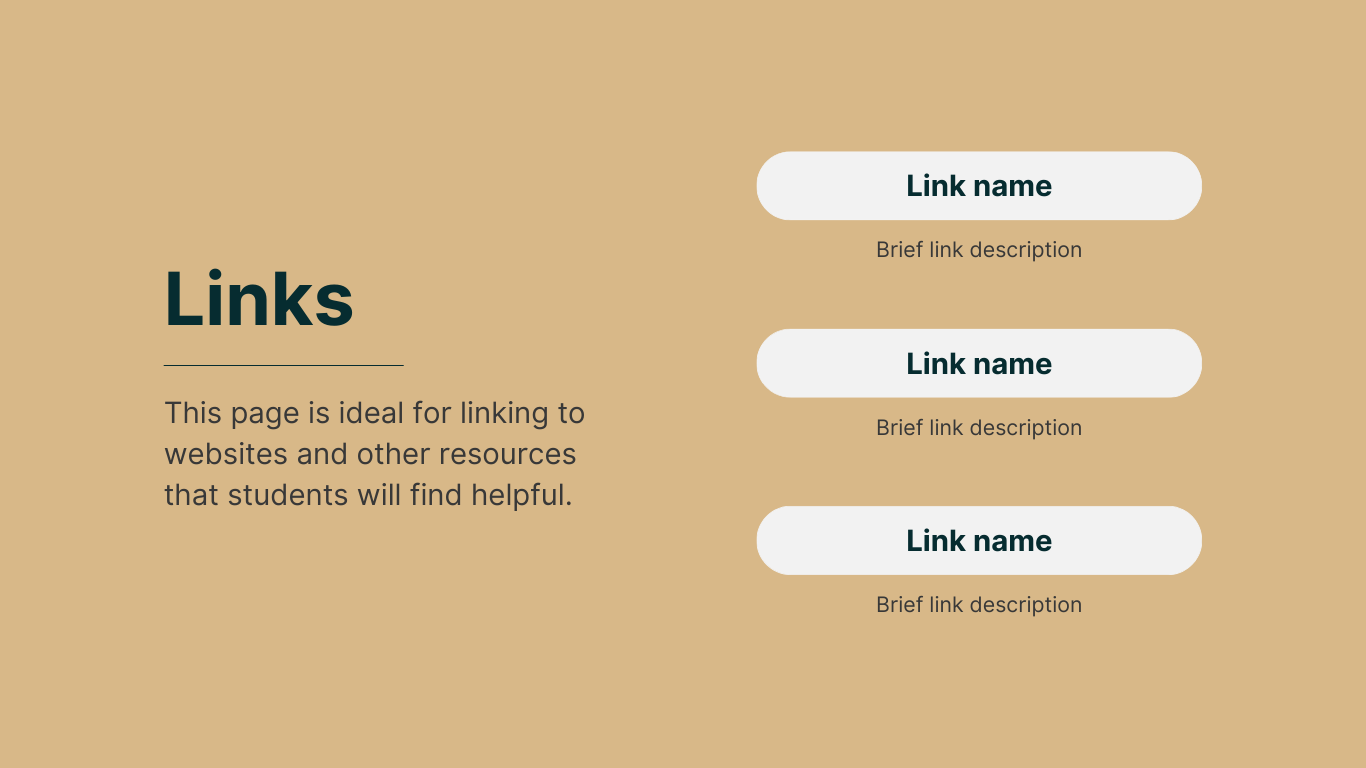 Links
This page is ideal for linking to
websites and other resources
that students will find helpful.
Link name
Brief link description
Link name
Brief link description
Link name
Brief link description